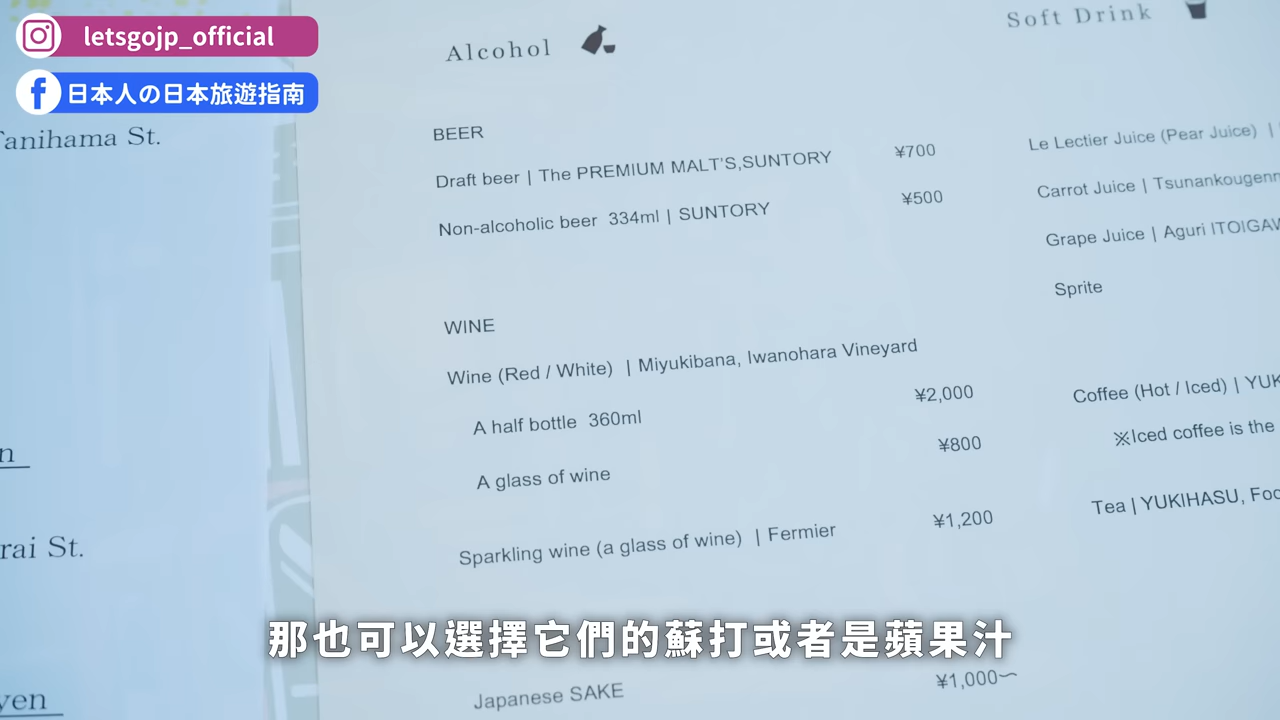 letsgojp_official
日本人の日本旅遊指南
Tanihama St.
rai St.
Alcohol
BEER
Draft beer | The PREMIUM MALT'S,SUNTORY ¥700
Non-alcoholic beer 334ml | SUNTORY ¥500
WINE
Wine (Red / White) | Miyukibana, Iwanohara Vineyard
A half bottle 360ml ¥2,000
A glass of wine ¥800
Sparkling wine (a glass of wine) | Fermier ¥1,200
Japanese SAKE ¥1,000〜
Soft Drink
Le Lectier Juice (Pear Juice) |
Carrot Juice | Tsunankougenn
Grape Juice | Aguri ITOIGAW
Sprite
Coffee (Hot / Iced) | YUK
※Iced coffee is the
Tea | YUKIHASU, Foo
那也可以選擇它們的蘇打或者是蘋果汁